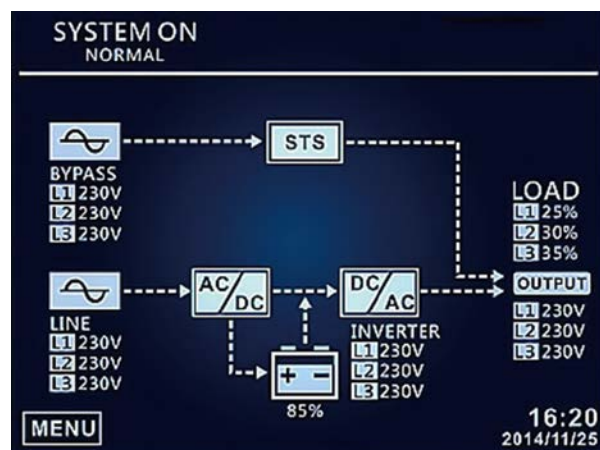 SYSTEM ON
NORMAL
STS
BYPASS
L1 230V
L2 230V
L3 230V
LOAD
L1 25%
L2 30%
L3 35%
AC/DC
DC/AC
OUTPUT
LINE
L1 230V
L2 230V
L3 230V
INVERTER
L1 230V
L2 230V
L3 230V
L1 230V
L2 230V
L3 230V
+ -
85%
MENU
16:20
2014/11/25